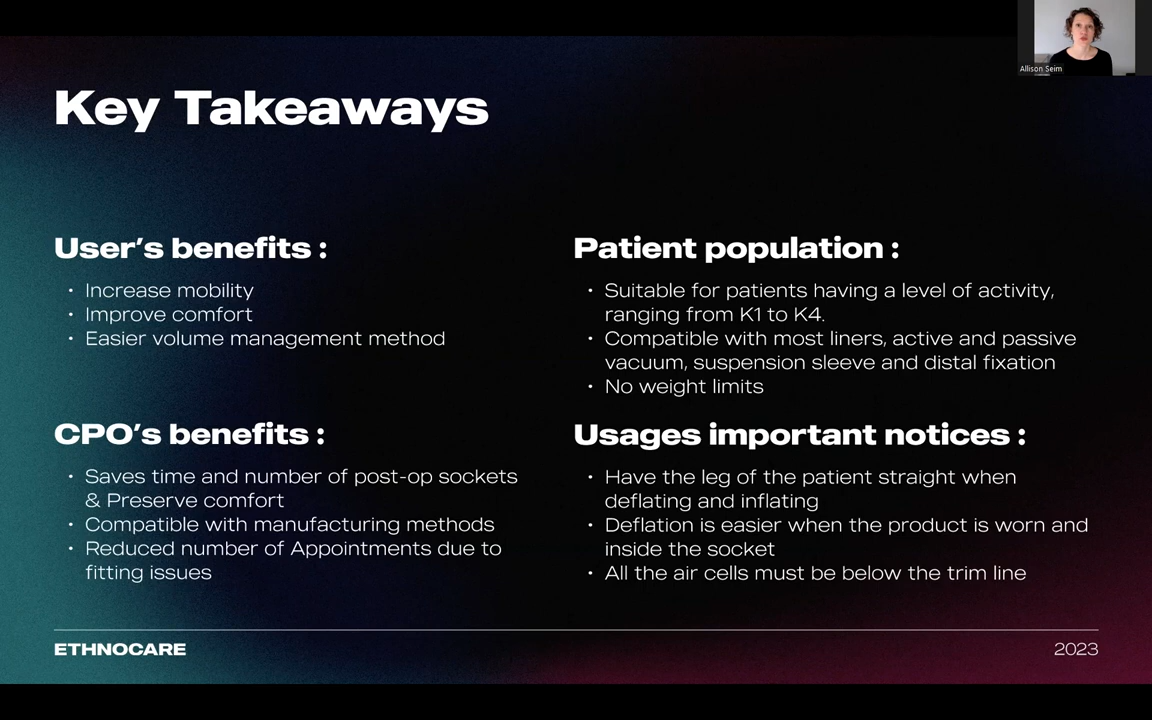 Allison Seim
Key Takeaways
User's benefits :
• Increase mobility
• Improve comfort
• Easier volume management method
Patient population :
• Suitable for patients having a level of activity,
ranging from K1 to K4.
• Compatible with most liners, active and passive
vacuum, suspension sleeve and distal fixation
• No weight limits
CPO's benefits :
• Saves time and number of post-op sockets
& Preserve comfort
• Compatible with manufacturing methods
• Reduced number of Appointments due to
fitting issues
Usages important notices :
• Have the leg of the patient straight when
deflating and inflating
• Deflation is easier when the product is worn and
inside the socket
• All the air cells must be below the trim line
ETHNOCARE
2023